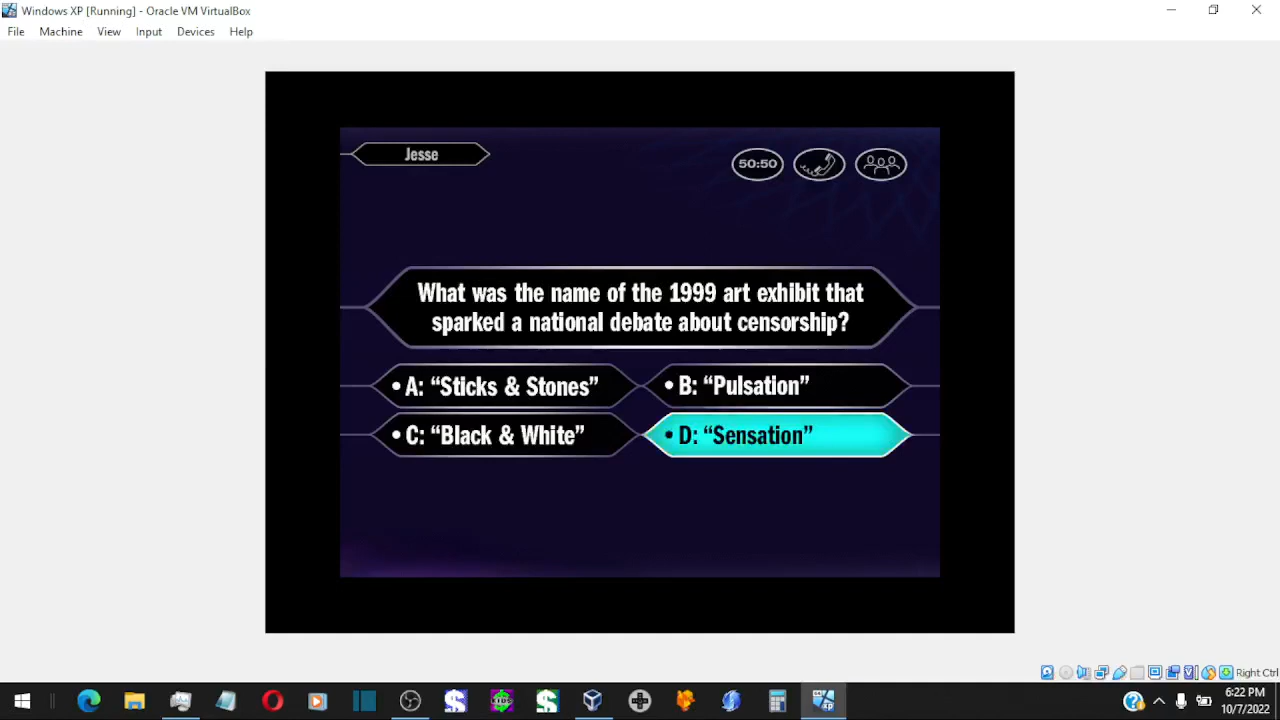 Windows XP [Running] - Oracle VM VirtualBox
File Machine View Input Devices Help
Jesse
50:50
What was the name of the 1999 art exhibit that
sparked a national debate about censorship?
• A: “Sticks & Stones”
• B: “Pulsation”
• C: “Black & White”
• D: “Sensation”
Right Ctrl
6:22 PM
10/7/2022